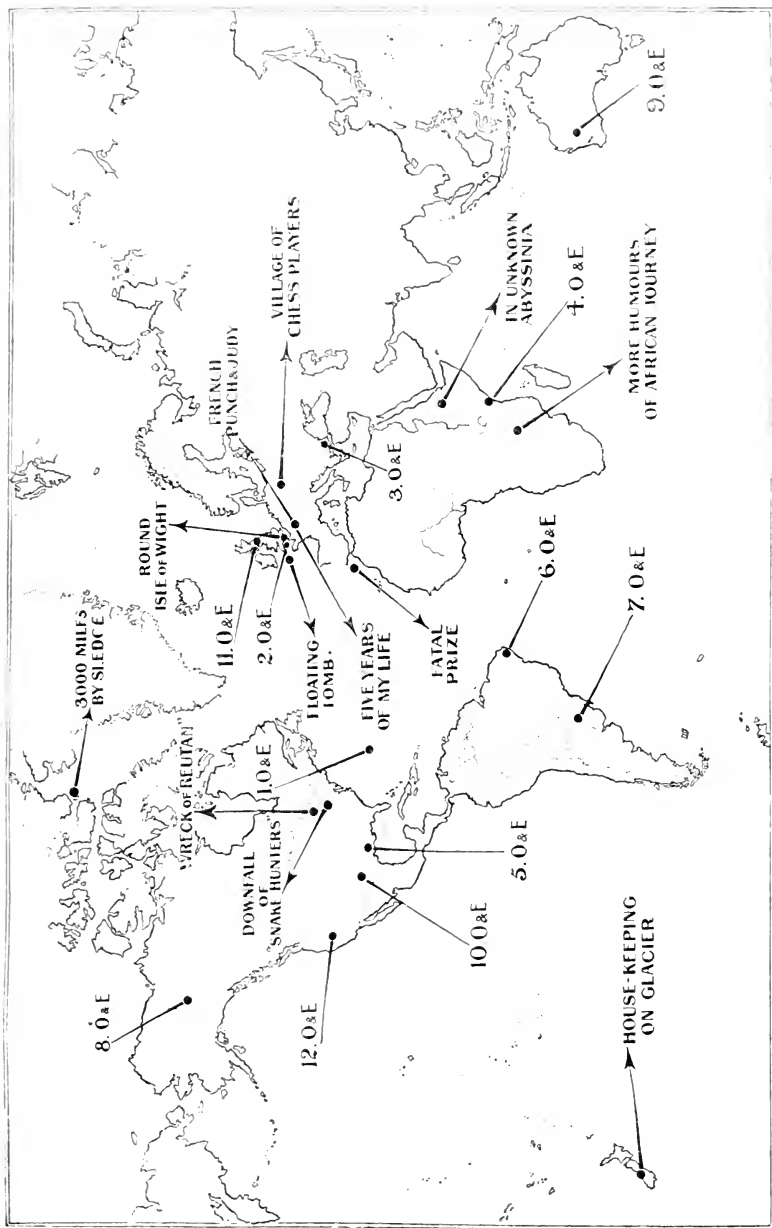 3000 MILES
BY SLEDGE
8. O & E
"WRECK OF REUTAN"
ROUND
ISLE OF WIGHT
FRENCH
PUNCH & JUDY
11. O & E
2. O & E
VILLAGE OF
CHESS PLAYERS
DOWNFALL
OF
"SNAKE HUNTERS"
1. O & E
FLOATING
TOMB.
12. O & E
FIVE YEARS
OF MY LIFE
3. O & E
FATAL
PRIZE
10. O & E
5. O & E
IN UNKNOWN
ABYSSINIA
4. O & E
6. O & E
9. O & E
MORE HUMOURS
OF AFRICAN JOURNEY
7. O & E
HOUSE-KEEPING
ON GLACIER